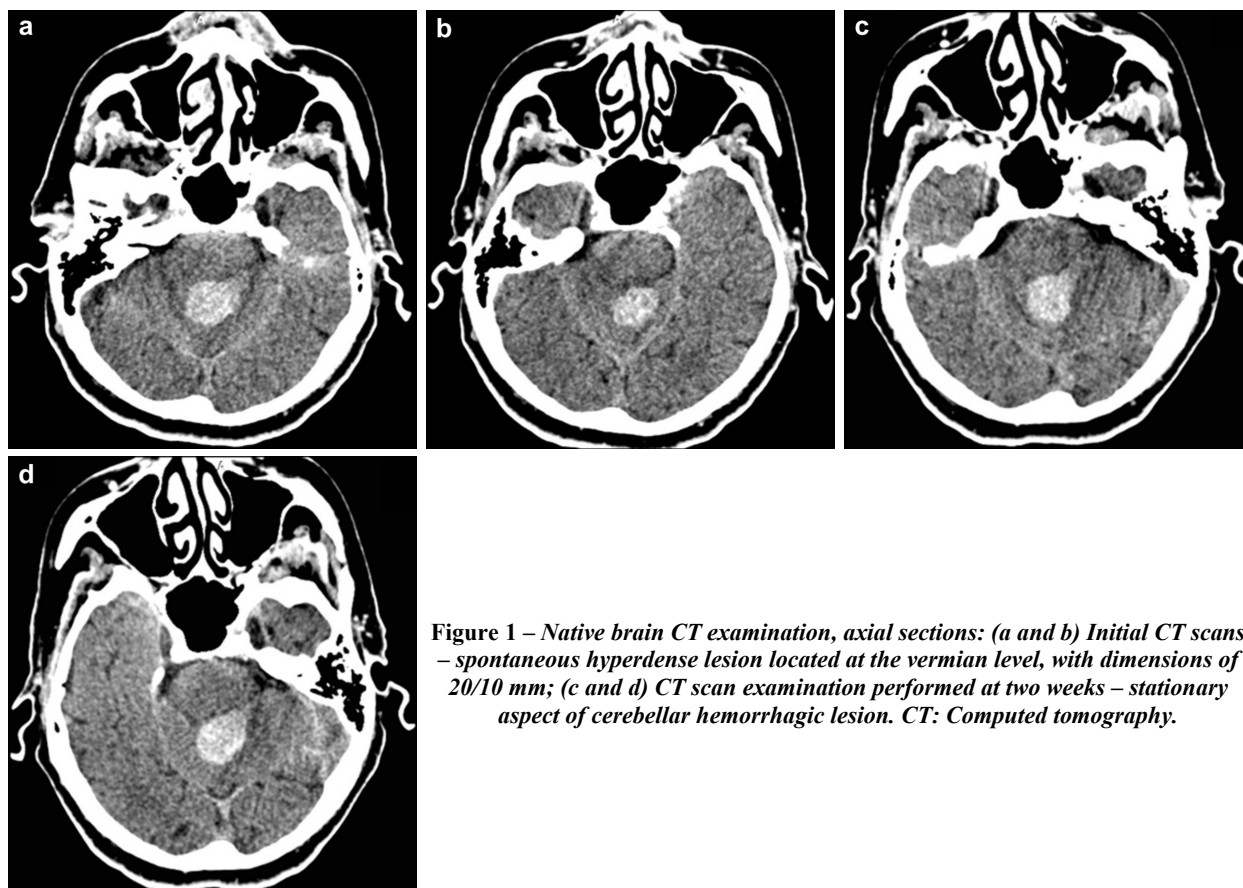 a
b
c
d
Figure 1 – Native brain CT examination, axial sections: (a and b) Initial CT scans
– spontaneous hyperdense lesion located at the vermian level, with dimensions of
20/10 mm; (c and d) CT scan examination performed at two weeks – stationary
aspect of cerebellar hemorrhagic lesion. CT: Computed tomography.